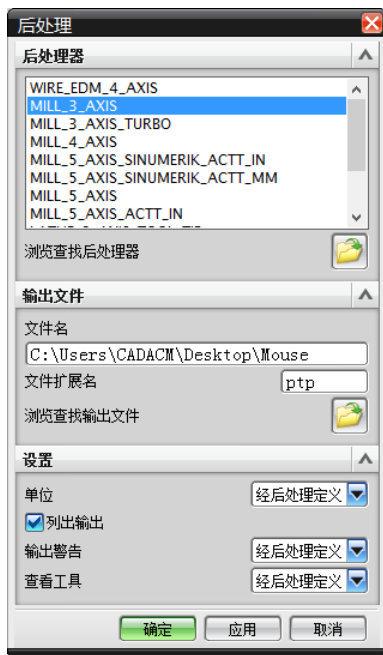 后处理
后处理器
WIRE_EDM_4_AXIS
MILL_3_AXIS
MILL_3_AXIS_TURBO
MILL_4_AXIS
MILL_5_AXIS_SINUMERIK_ACTT_IN
MILL_5_AXIS_SINUMERIK_ACTT_MM
MILL_5_AXIS
MILL_5_AXIS_ACTT_IN
浏览查找后处理器
输出文件
文件名
C:\Users\CADACM\Desktop\Mouse
文件扩展名 ptp
浏览查找输出文件
设置
单位 经后处理定义
列出输出
输出警告 经后处理定义
查看工具 经后处理定义
确定 应用 取消